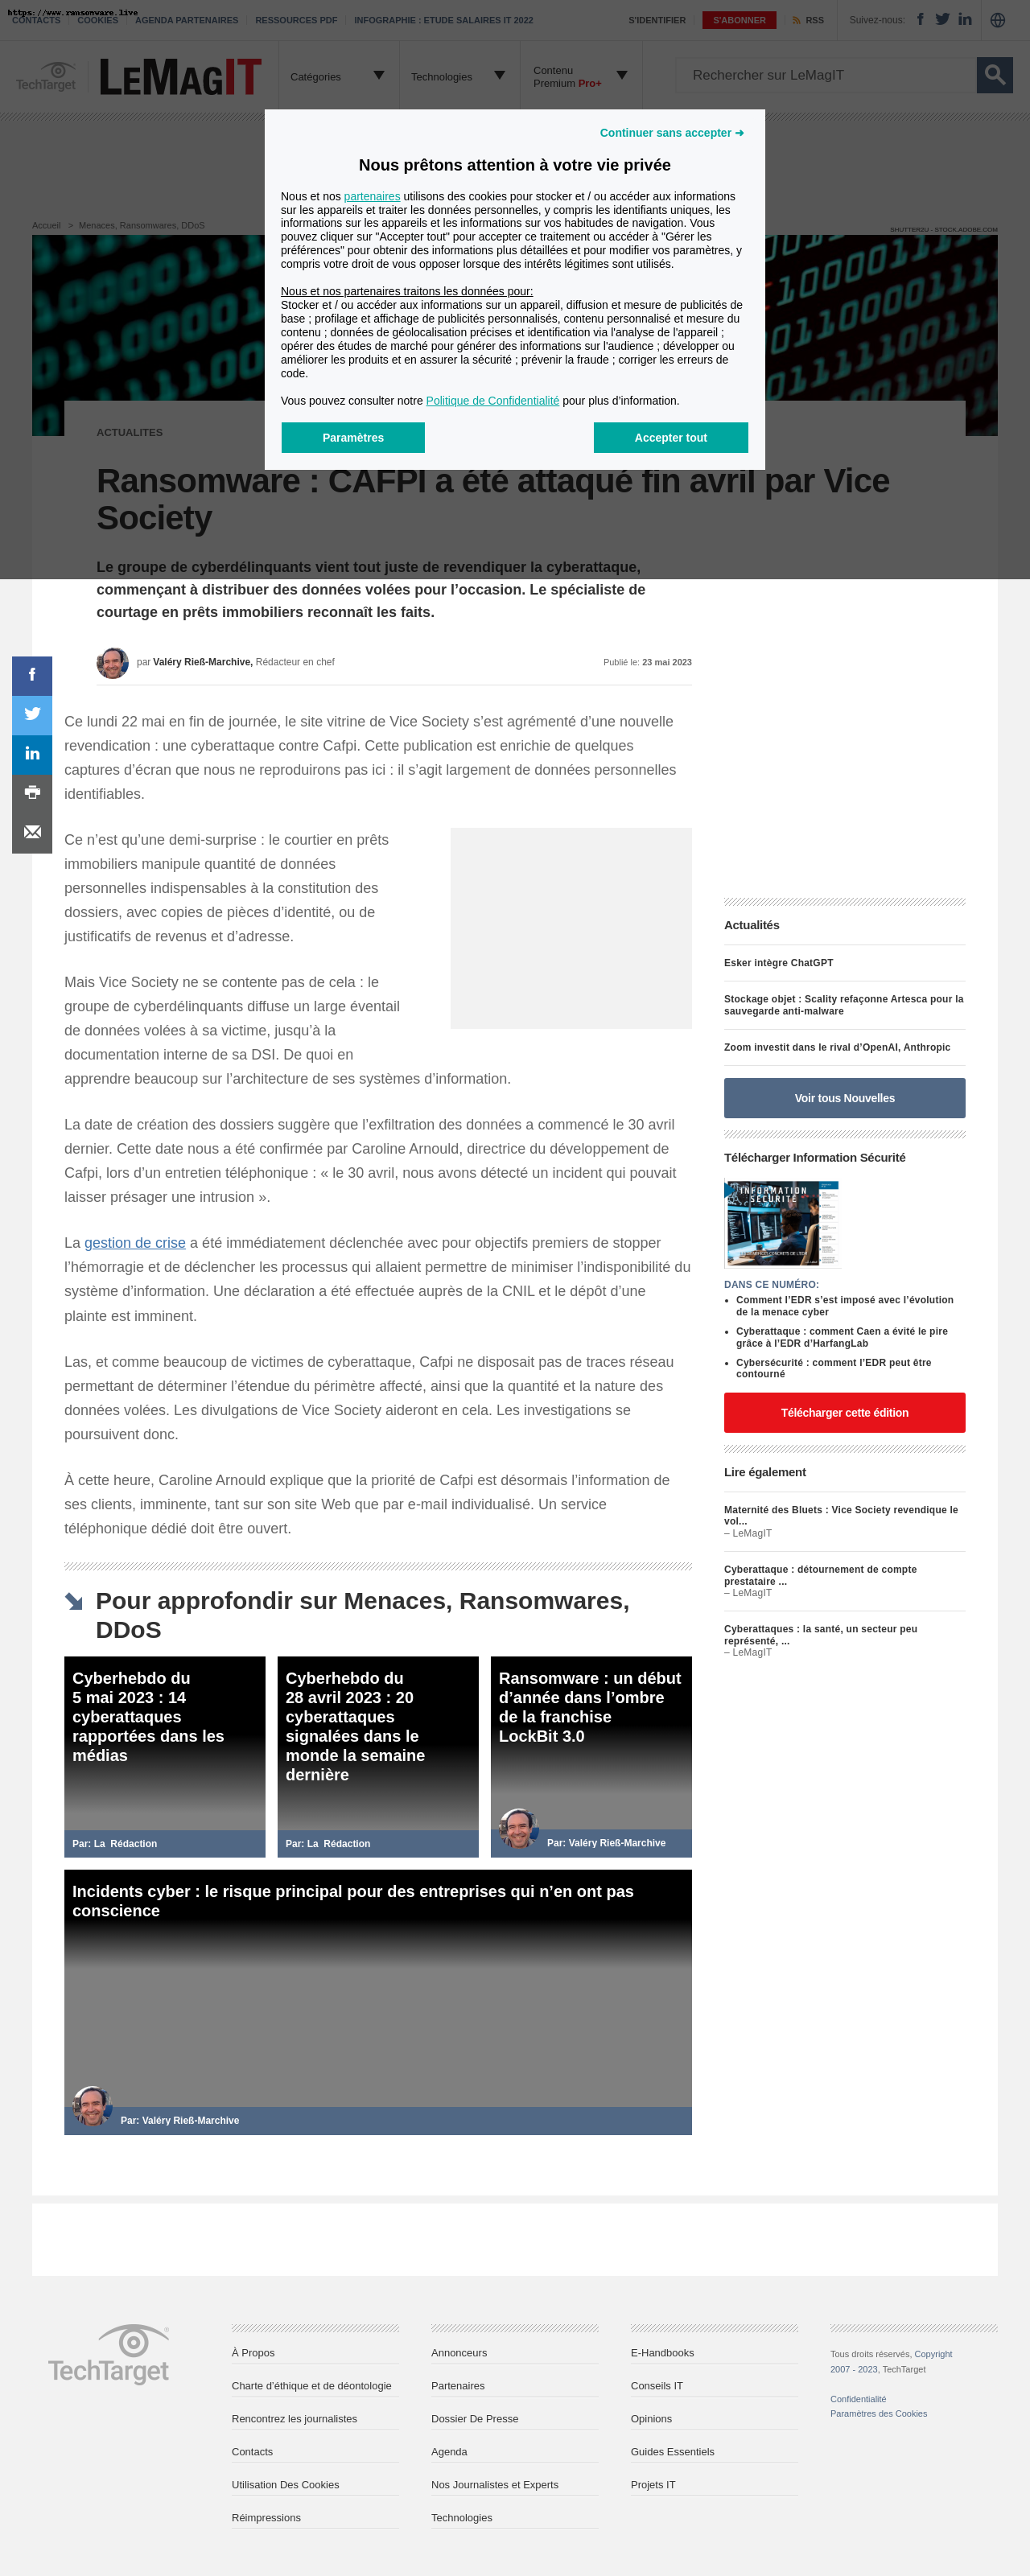 https://www.ransomware.live
CONTACTS
COOKIES
AGENDA PARTENAIRES
RESSOURCES PDF
INFOGRAPHIE : ETUDE SALAIRES IT 2022
S'IDENTIFIER
S'ABONNER
RSS
Suivez-nous:
TechTarget
LeMagIT
Catégories
Technologies
Contenu
Premium Pro+
Rechercher sur LeMagIT
Continuer sans accepter ➜
Nous prêtons attention à votre vie privée
Nous et nos partenaires utilisons des cookies pour stocker et / ou accéder aux informations
sur les appareils et traiter les données personnelles, y compris les identifiants uniques, les
informations sur les appareils et les informations sur vos habitudes de navigation. Vous
pouvez cliquer sur "Accepter tout" pour accepter ce traitement ou accéder à "Gérer les
préférences" pour obtenir des informations plus détaillées et pour modifier vos paramètres, y
compris votre droit de vous opposer lorsque des intérêts légitimes sont utilisés.
Nous et nos partenaires traitons les données pour:
Stocker et / ou accéder aux informations sur un appareil, diffusion et mesure de publicités de
base ; profilage et affichage de publicités personnalisés, contenu personnalisé et mesure du
contenu ; données de géolocalisation précises et identification via l'analyse de l'appareil ;
opérer des études de marché pour générer des informations sur l'audience ; développer ou
améliorer les produits et en assurer la sécurité ; prévenir la fraude ; corriger les erreurs de
code.
Vous pouvez consulter notre Politique de Confidentialité pour plus d'information.
Paramètres
Accepter tout
Accueil > Menaces, Ransomwares, DDoS
SHUTTER2U - STOCK.ADOBE.COM
ACTUALITES
Ransomware : CAFPI a été attaqué fin avril par Vice
Society
Le groupe de cyberdélinquants vient tout juste de revendiquer la cyberattaque,
commençant à distribuer des données volées pour l’occasion. Le spécialiste de
courtage en prêts immobiliers reconnaît les faits.
par Valéry Rieß-Marchive, Rédacteur en chef
Publié le: 23 mai 2023
Ce lundi 22 mai en fin de journée, le site vitrine de Vice Society s’est agrémenté d’une nouvelle
revendication : une cyberattaque contre Cafpi. Cette publication est enrichie de quelques
captures d’écran que nous ne reproduirons pas ici : il s’agit largement de données personnelles
identifiables.
Ce n’est qu’une demi-surprise : le courtier en prêts
immobiliers manipule quantité de données
personnelles indispensables à la constitution des
dossiers, avec copies de pièces d’identité, ou de
justificatifs de revenus et d’adresse.
Mais Vice Society ne se contente pas de cela : le
groupe de cyberdélinquants diffuse un large éventail
de données volées à sa victime, jusqu’à la
documentation interne de sa DSI. De quoi en
apprendre beaucoup sur l’architecture de ses systèmes d’information.
La date de création des dossiers suggère que l’exfiltration des données a commencé le 30 avril
dernier. Cette date nous a été confirmée par Caroline Arnould, directrice du développement de
Cafpi, lors d’un entretien téléphonique : « le 30 avril, nous avons détecté un incident qui pouvait
laisser présager une intrusion ».
La gestion de crise a été immédiatement déclenchée avec pour objectifs premiers de stopper
l’hémorragie et de déclencher les processus qui allaient permettre de minimiser l’indisponibilité du
système d’information. Une déclaration a été effectuée auprès de la CNIL et le dépôt d’une
plainte est imminent.
Las, et comme beaucoup de victimes de cyberattaque, Cafpi ne disposait pas de traces réseau
permettant de déterminer l’étendue du périmètre affecté, ainsi que la quantité et la nature des
données volées. Les divulgations de Vice Society aideront en cela. Les investigations se
poursuivent donc.
À cette heure, Caroline Arnould explique que la priorité de Cafpi est désormais l’information de
ses clients, imminente, tant sur son site Web que par e-mail individualisé. Un service
téléphonique dédié doit être ouvert.
Actualités
Esker intègre ChatGPT
Stockage objet : Scality refaçonne Artesca pour la
sauvegarde anti-malware
Zoom investit dans le rival d’OpenAI, Anthropic
Voir tous Nouvelles
Télécharger Information Sécurité
INFORMATION
SÉCURITÉ
DANS CE NUMÉRO:
• Comment l’EDR s’est imposé avec l’évolution
de la menace cyber
• Cyberattaque : comment Caen a évité le pire
grâce à l’EDR d’HarfangLab
• Cybersécurité : comment l’EDR peut être
contourné
Télécharger cette édition
Lire également
Maternité des Bluets : Vice Society revendique le
vol...
– LeMagIT
Cyberattaque : détournement de compte
prestataire ...
– LeMagIT
Cyberattaques : la santé, un secteur peu
représenté, ...
– LeMagIT
Pour approfondir sur Menaces, Ransomwares,
DDoS
Cyberhebdo du
5 mai 2023 : 14
cyberattaques
rapportées dans les
médias
Par: La Rédaction
Cyberhebdo du
28 avril 2023 : 20
cyberattaques
signalées dans le
monde la semaine
dernière
Par: La Rédaction
Ransomware : un début
d’année dans l’ombre
de la franchise
LockBit 3.0
Par: Valéry Rieß-Marchive
Incidents cyber : le risque principal pour des entreprises qui n’en ont pas
conscience
Par: Valéry Rieß-Marchive
TechTarget
À Propos
Charte d’éthique et de déontologie
Rencontrez les journalistes
Contacts
Utilisation Des Cookies
Réimpressions
Annonceurs
Partenaires
Dossier De Presse
Agenda
Nos Journalistes et Experts
Technologies
E-Handbooks
Conseils IT
Opinions
Guides Essentiels
Projets IT
Tous droits réservés, Copyright
2007 - 2023, TechTarget
Confidentialité
Paramètres des Cookies